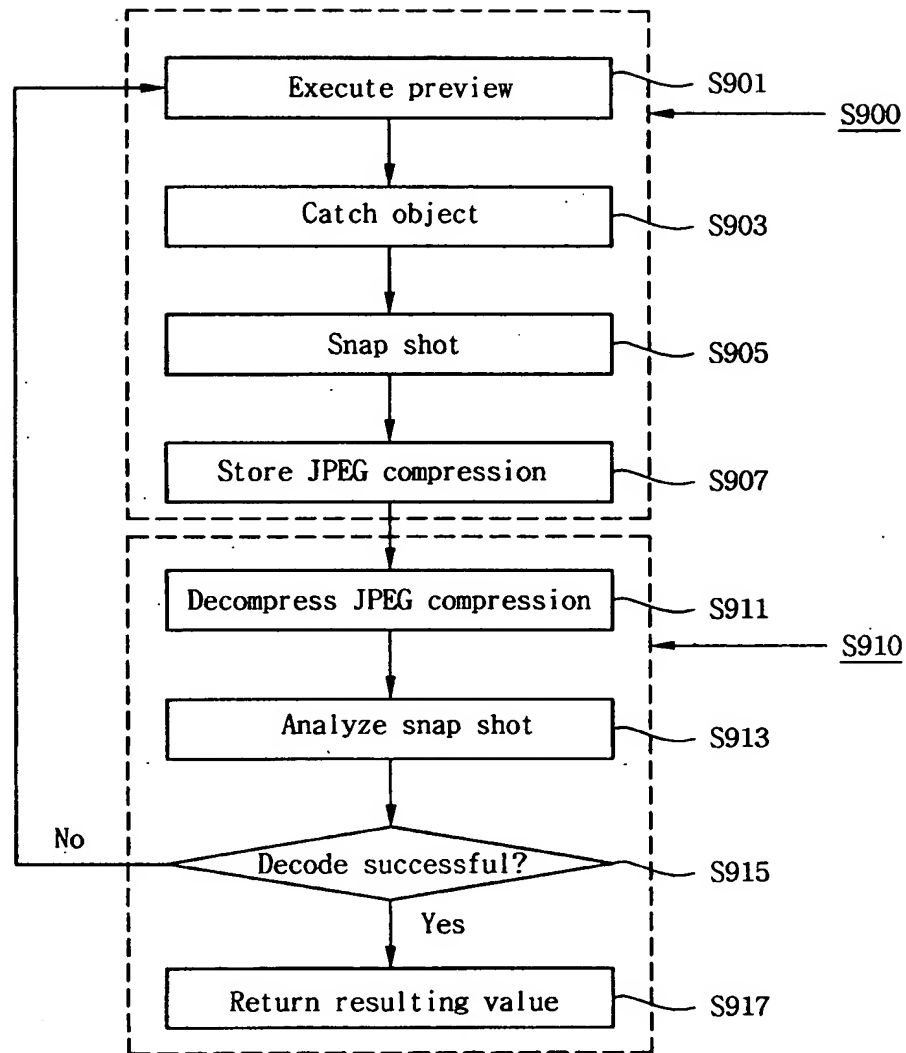 Execute preview
S901
S900
Catch object
S903
Snap shot
S905
Store JPEG compression
S907
Decompress JPEG compression
S911
S910
Analyze snap shot
S913
No
Decode successful?
S915
Yes
Return resulting value
S917